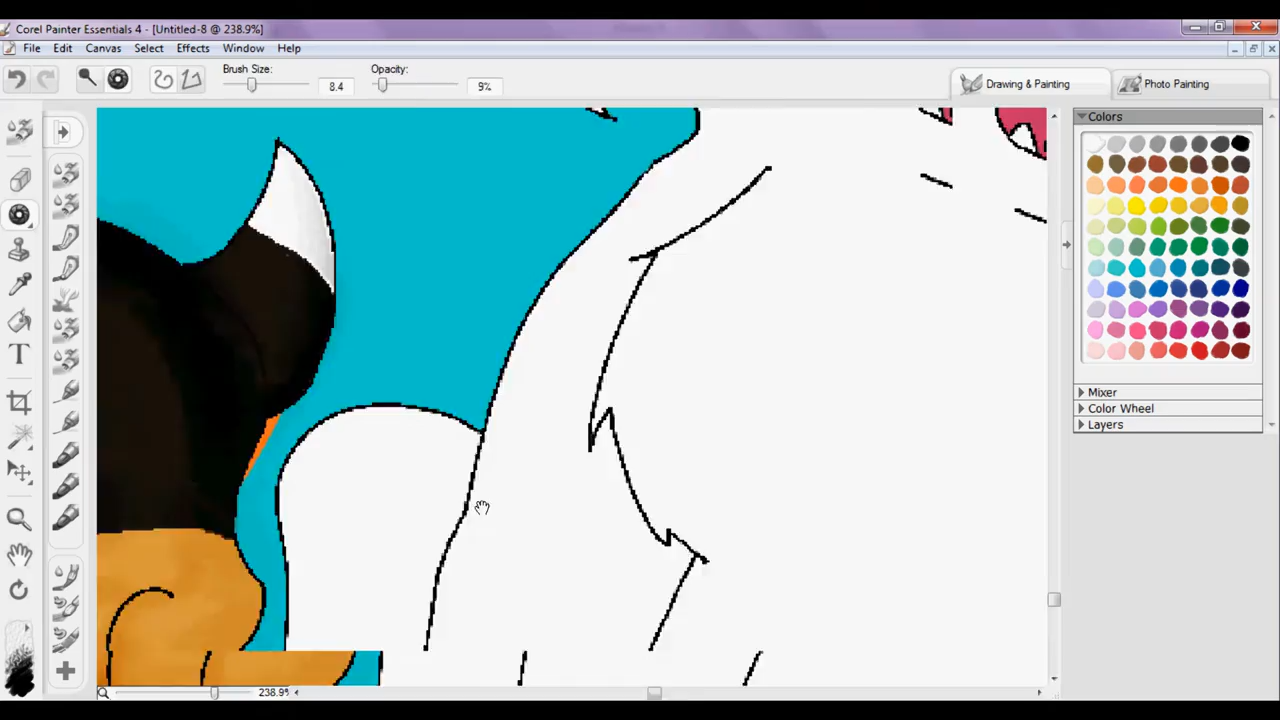 Corel Painter Essentials 4 - [Untitled-8 @ 238.9%]
File Edit Canvas Select Effects Window Help
Brush Size: 8.4 Opacity: 9%
Drawing & Painting Photo Painting
Colors
Mixer
Color Wheel
Layers
238.9%